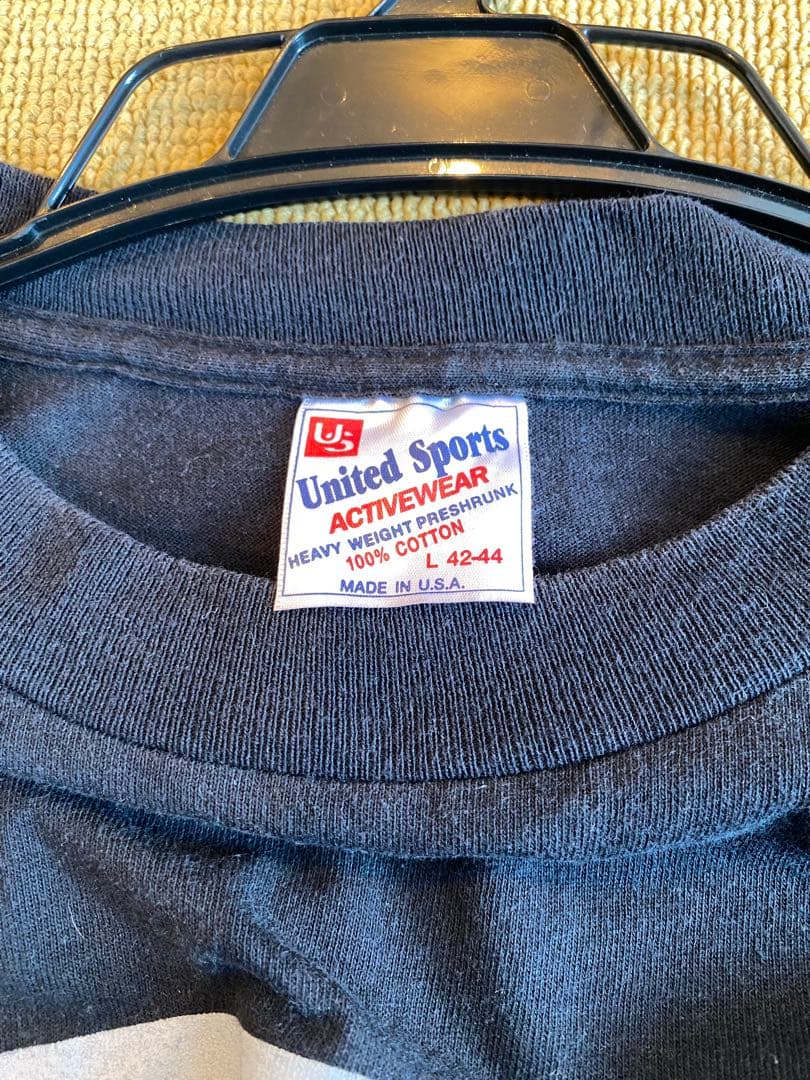 US
United Sports
ACTIVEWEAR
HEAVY WEIGHT PRESHRUNK
100% COTTON
L 42-44
MADE IN U.S.A.